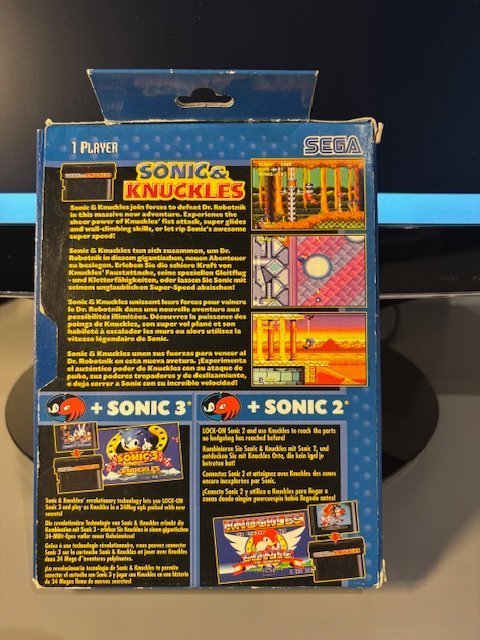 1 PLAYER
SEGA
SONIC &
KNUCKLES
Sonic & Knuckles join forces to defeat Dr. Robotnik
in this massive new adventure. Experience the
sheer power of Knuckles' fist attack, super glides
and wall-climbing skills, or let rip Sonic's awesome
super speed!
Sonic & Knuckles tun sich zusammen, um Dr.
Robotnik in diesem gigantischen, neuen Abenteuer
zu besiegen. Erleben Sie die schiere Kraft von
Knuckles' Faustattacke, seine speziellen Gleitflug
- und Kletterfähigkeiten, oder lassen Sie Sonic mit
seinem unglaublichen Super-Speed abzischen!
Sonic & Knuckles unissent leurs forces pour vaincre
le Dr. Robotnik dans une nouvelle aventure aux
possibilités illimitées. Découvrez la puissance des
poings de Knuckles, son super vol plané et son
habileté à escalader les murs ou alors utilisez la
vitesse légendaire de Sonic.
Sonic & Knuckles unen sus fuerzas para vencer al
Dr. Robotnik en esta nueva avetura. ¡Experimenta
el auténtico poder de Knuckles con su ataque de
puño, sus poderes trepadores y de deslizamiento,
o deja correr a Sonic con su increible velocidad!
+ SONIC 3*
SONIC 3
& KNUCKLES
Sonic & Knuckles' revolutionary technology lets you LOCK-ON
Sonic 3 and play as Knuckles in a 34Meg epic packed with new
secrets!
Die revolutionäre Technologie von Sonic & Knuckles erlaubt die
Kombination mit Sonic 3 - erleben Sie Knuckles in einem gigantischen
34-MBit-Epos voller neuer Geheimnisse!
Grâce à une technologie révolutionnaire, vous pouvez connecter
Sonic 3 sur la cartouche Sonic & Knuckles et jouer avec Knuckles
dans 34 Mega d'aventures palpitantes.
¡La revolucionaria tecnología de Sonic & Knuckles te permite
conectar el cartucho con Sonic 3 y jugar con Knuckles en una historia
de 34 Megas llenos de nuevos secretos!
+ SONIC 2*
LOCK-ON Sonic 2 and use Knuckles to reach the parts
no hedgehog has reached before!
Kombinieren Sie Sonic & Knuckles mit Sonic 2, und
entdecken Sie mit Knuckles Orte, die kein Igel je
betreten hat!
Connectez Sonic 2 et atteignez avec Knuckles des zones
encore inexplorées par Sonic.
¡Conecta Sonic 2 y utiliza a Knuckles para llegar a
zonas donde ningún puercoespín había llegado antes!
KNUCKLES
SONIC